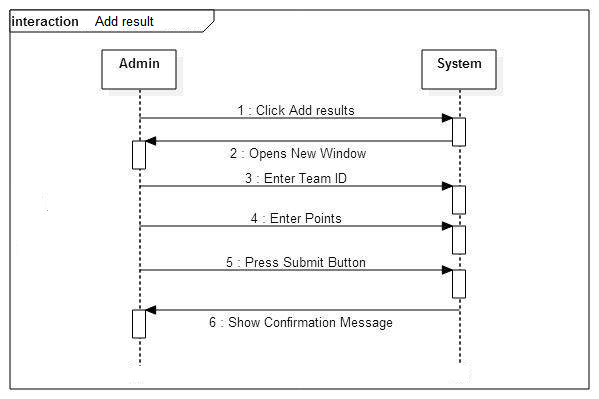 interaction Add result
Admin System
1 : Click Add results
2 : Opens New Window
3 : Enter Team ID
4 : Enter Points
5 : Press Submit Button
6 : Show Confirmation Message